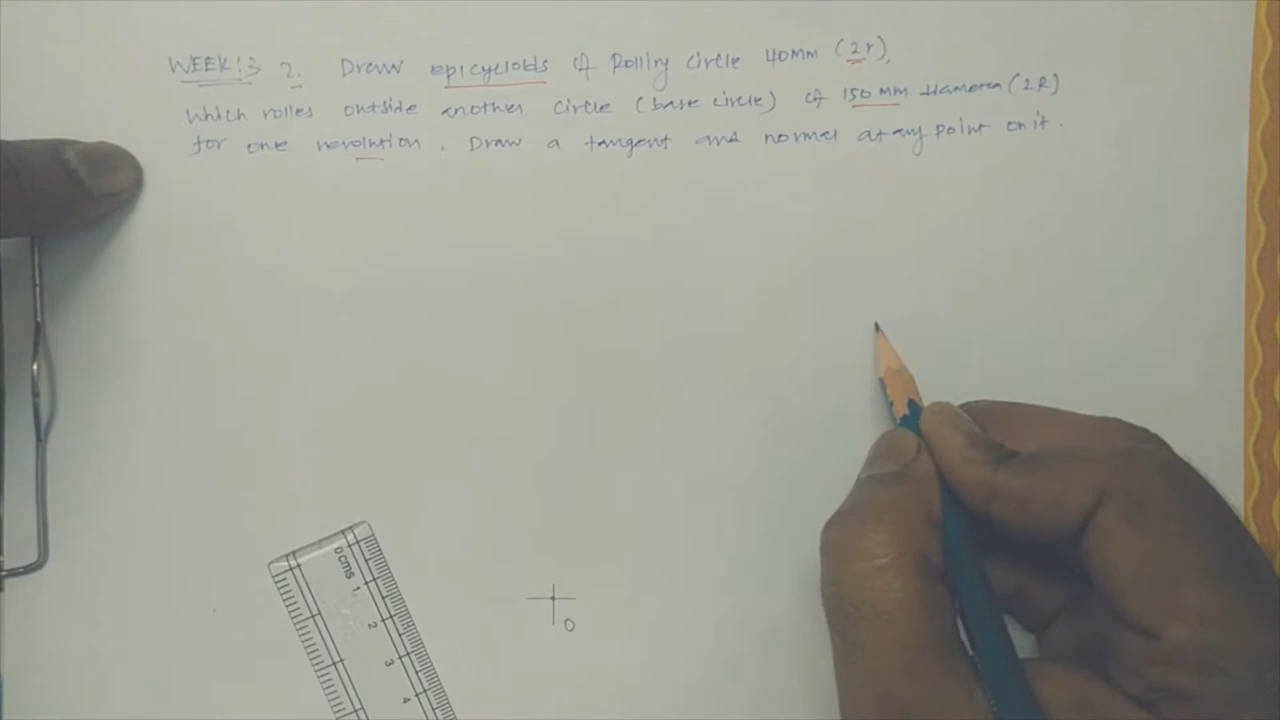 WEEK:3 2. Draw epicycloids of Rolling circle 40mm (2r),
which rolles outside another circle (base circle) of 150 mm diameter (2R)
for one revolution. Draw a tangent and normal at any point on it.
0 cms 1 2 3 4
O